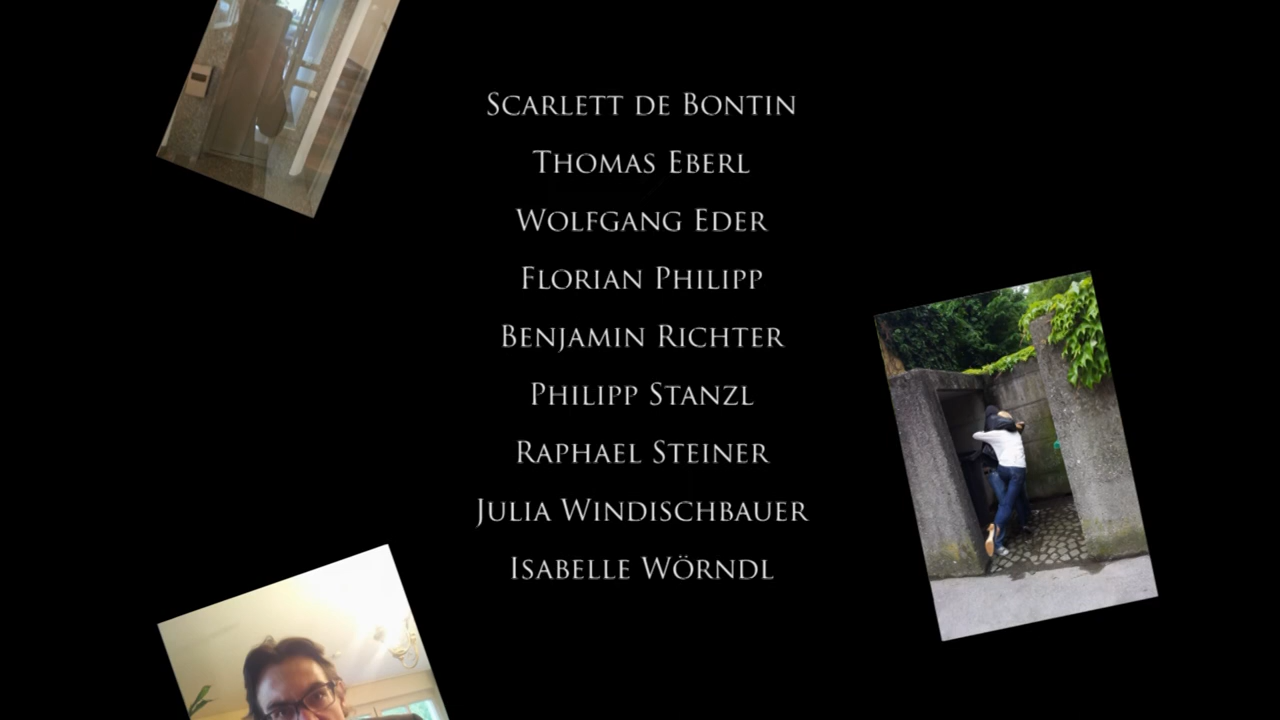 Scarlett de Bontin
Thomas Eberl
Wolfgang Eder
Florian Philipp
Benjamin Richter
Philipp Stanzl
Raphael Steiner
Julia Windischbauer
Isabelle Wörndl